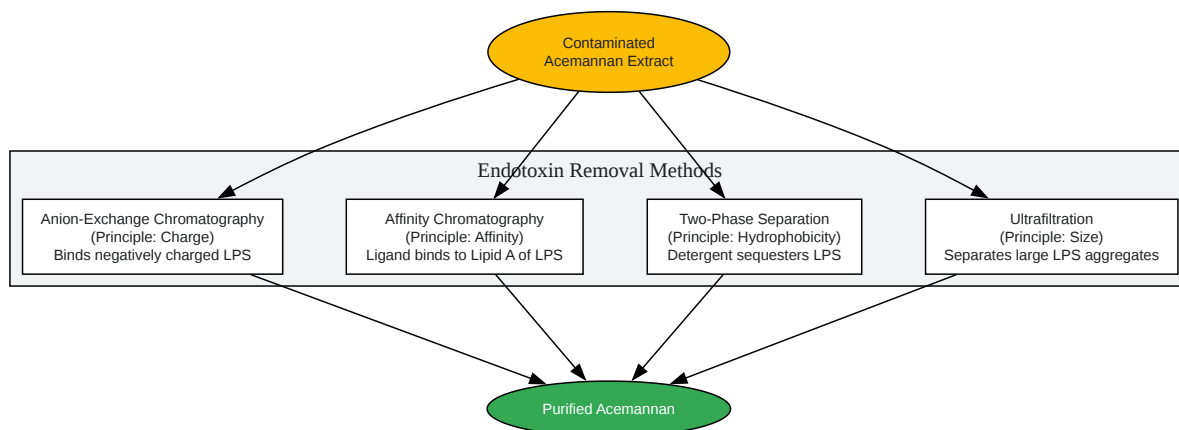 Contaminated
Acemannan Extract
Endotoxin Removal Methods
Anion-Exchange Chromatography
(Principle: Charge)
Binds negatively charged LPS
Affinity Chromatography
(Principle: Affinity)
Ligand binds to Lipid A of LPS
Two-Phase Separation
(Principle: Hydrophobicity)
Detergent sequesters LPS
Ultrafiltration
(Principle: Size)
Separates large LPS aggregates
Purified Acemannan